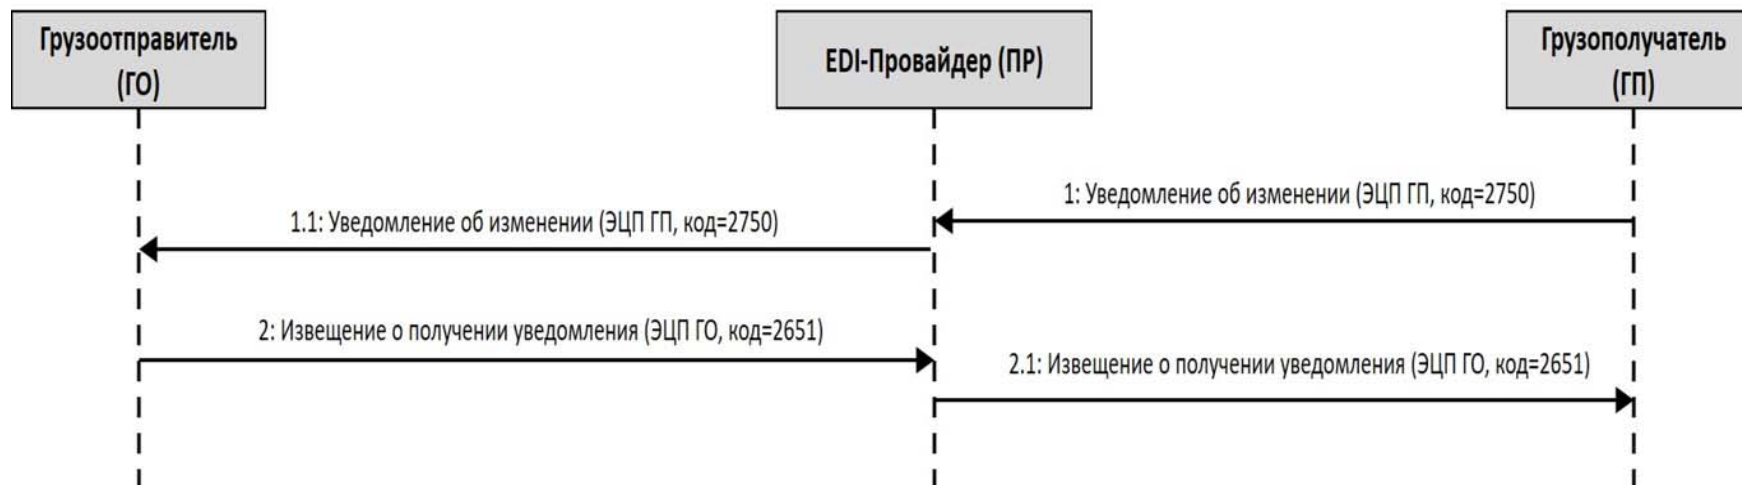 Грузоотправитель
(ГО)
EDI-Провайдер (ПР)
Грузополучатель
(ГП)
1: Уведомление об изменении (ЭЦП ГП, код=2750)
1.1: Уведомление об изменении (ЭЦП ГП, код=2750)
2: Извещение о получении уведомления (ЭЦП ГО, код=2651)
2.1: Извещение о получении уведомления (ЭЦП ГО, код=2651)